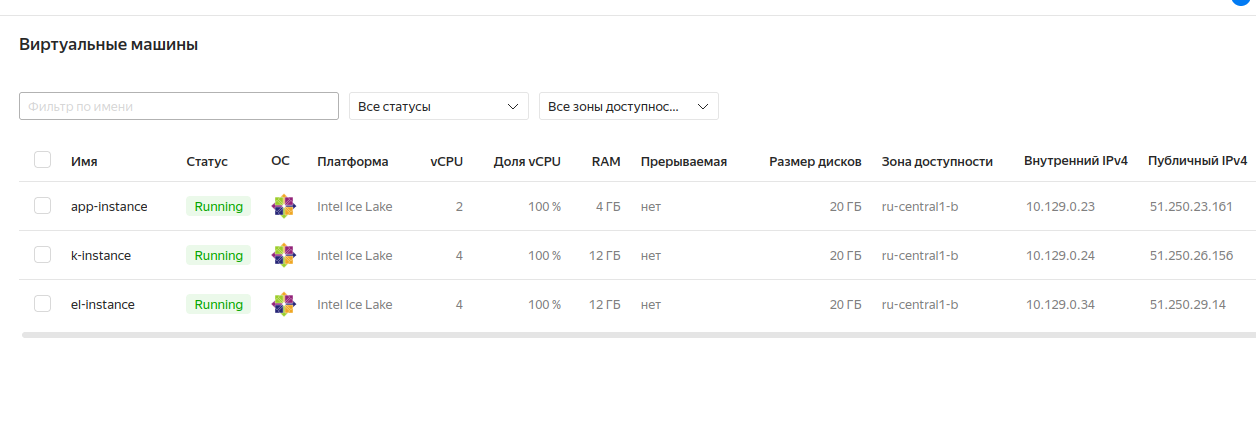 Виртуальные машины
Фильтр по имени Все статусы Все зоны доступнос...
Имя Статус ОС Платформа vCPU Доля vCPU RAM Прерываемая Размер дисков Зона доступности Внутренний IPv4 Публичный IPv4
app-instance Running Intel Ice Lake 2 100 % 4 ГБ нет 20 ГБ ru-central1-b 10.129.0.23 51.250.23.161
k-instance Running Intel Ice Lake 4 100 % 12 ГБ нет 20 ГБ ru-central1-b 10.129.0.24 51.250.26.156
el-instance Running Intel Ice Lake 4 100 % 12 ГБ нет 20 ГБ ru-central1-b 10.129.0.34 51.250.29.14